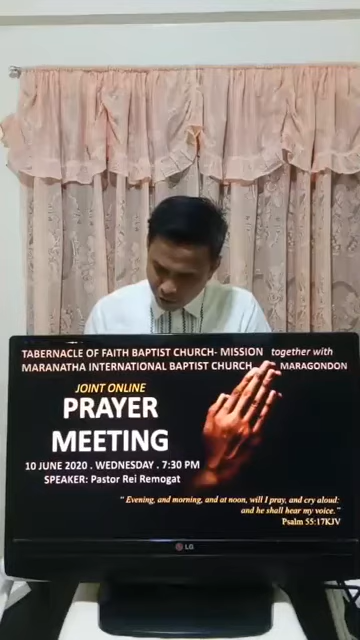 TABERNACLE OF FAITH BAPTIST CHURCH- MISSION together with
MARANATHA INTERNATIONAL BAPTIST CHURCH MARAGONDON
JOINT ONLINE
PRAYER
MEETING
10 JUNE 2020 . WEDNESDAY . 7:30 PM
SPEAKER: Pastor Rei Remogat
" Evening, and morning, and at noon, will I pray, and cry aloud:
and he shall hear my voice."
Psalm 55:17KJV
LG